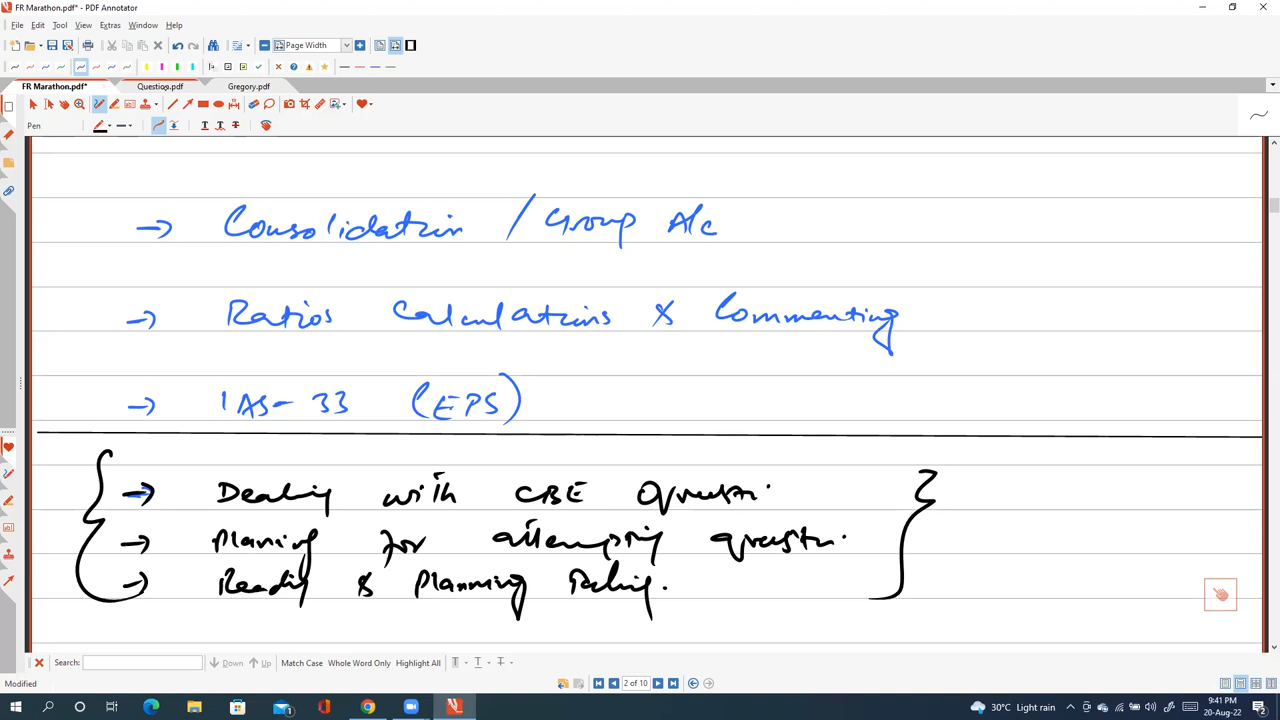 FR Marathon.pdf* - PDF Annotator
File Edit Tool View Extras Window Help
Page Width
FR Marathon.pdf* Question.pdf Gregory.pdf
Pen
→ Consolidation / Group A/c
→ Ratios Calculations & Commenting
→ IAS-33 (EPS)
→ Dealing with CBE Question.
→ Planing for attempting question.
→ Reading & Planning
Search: Down Up Match Case Whole Word Only Highlight All
Modified 2 of 10
30°C Light rain 9:41 PM
20-Aug-22